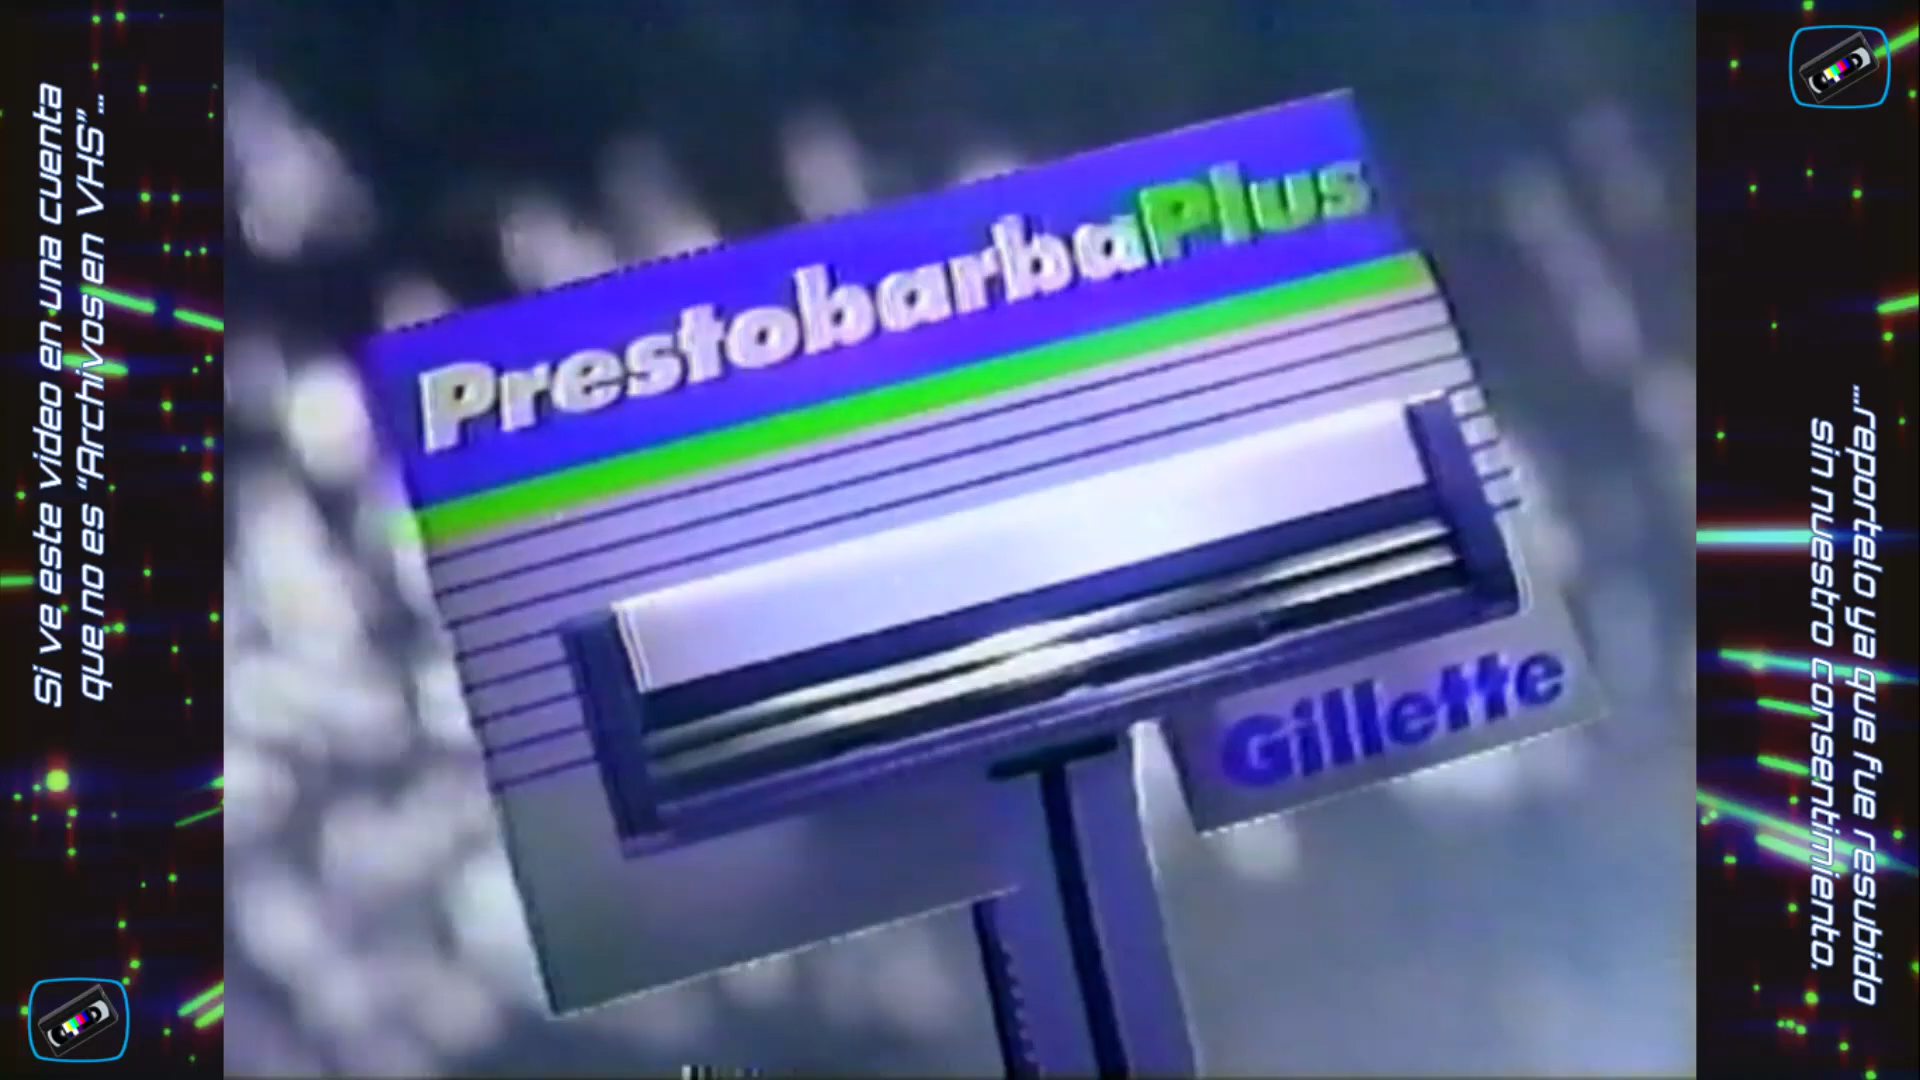 Si ve este video en una cuenta
que no es "Archivos en VHS"...
PrestobarbaPlus
Gillette
...reportelo ya que fue resubido
sin nuestro consentimiento.